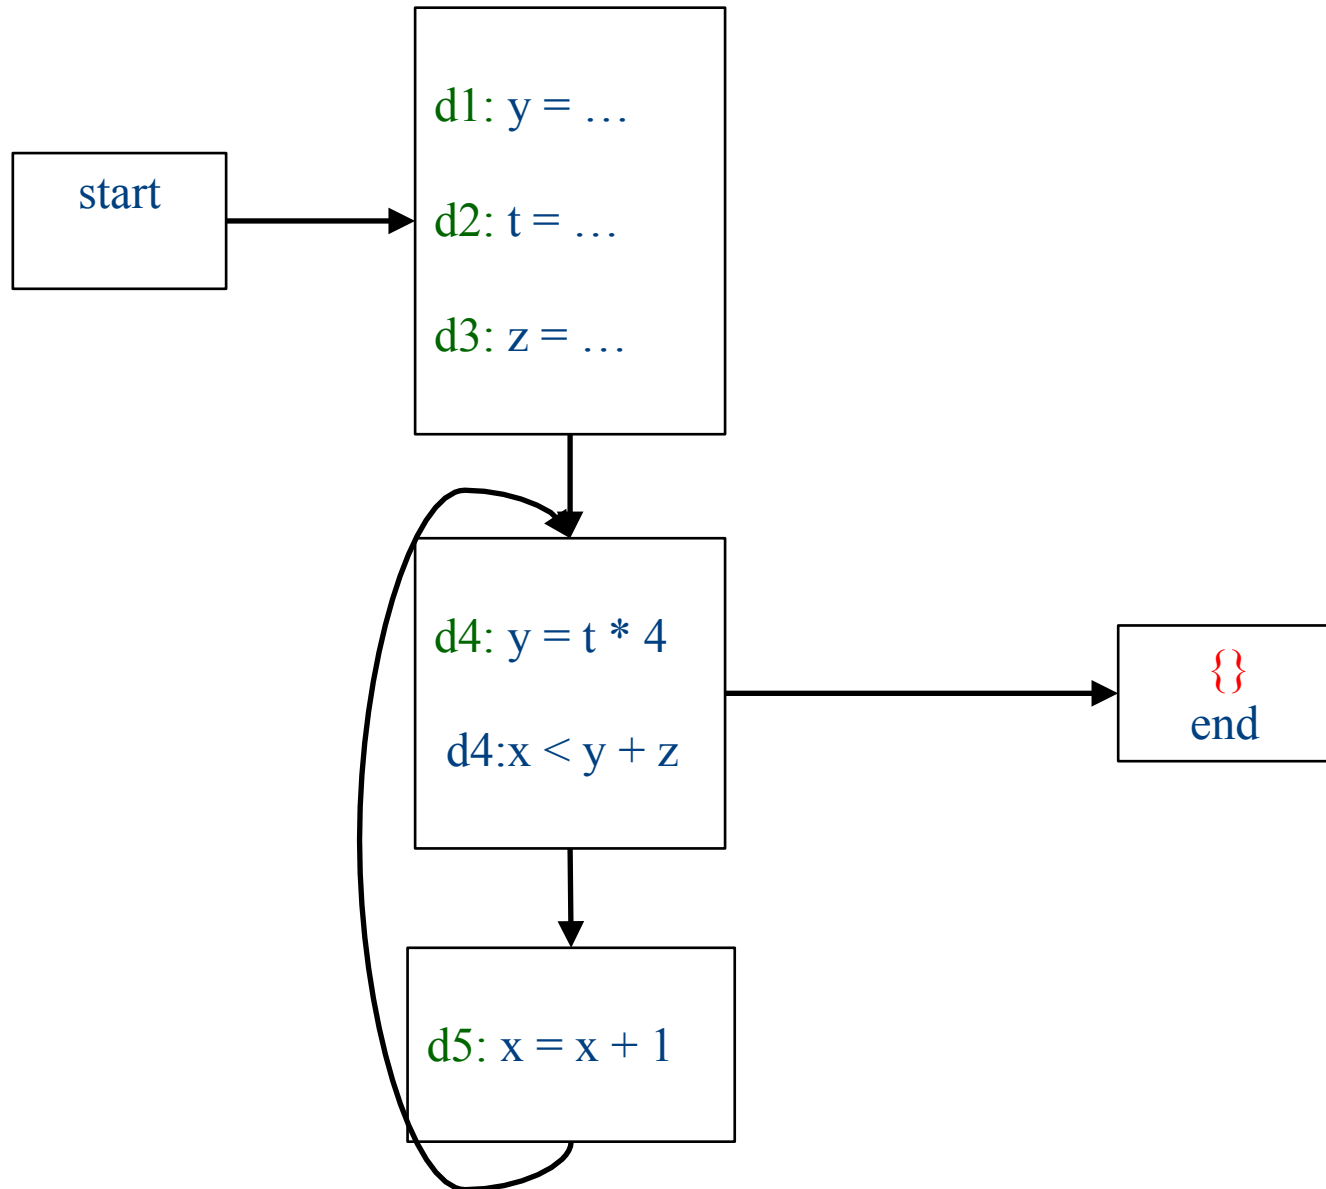 start
d1: y = …
d2: t = …
d3: z = …
d4: y = t * 4
d4:x < y + z
{}
end
d5: x = x + 1